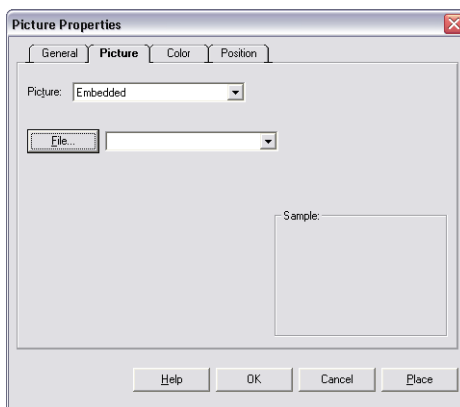 Picture Properties
General Picture Color Position
Picture: Embedded
File...
Sample:
Help OK Cancel Place